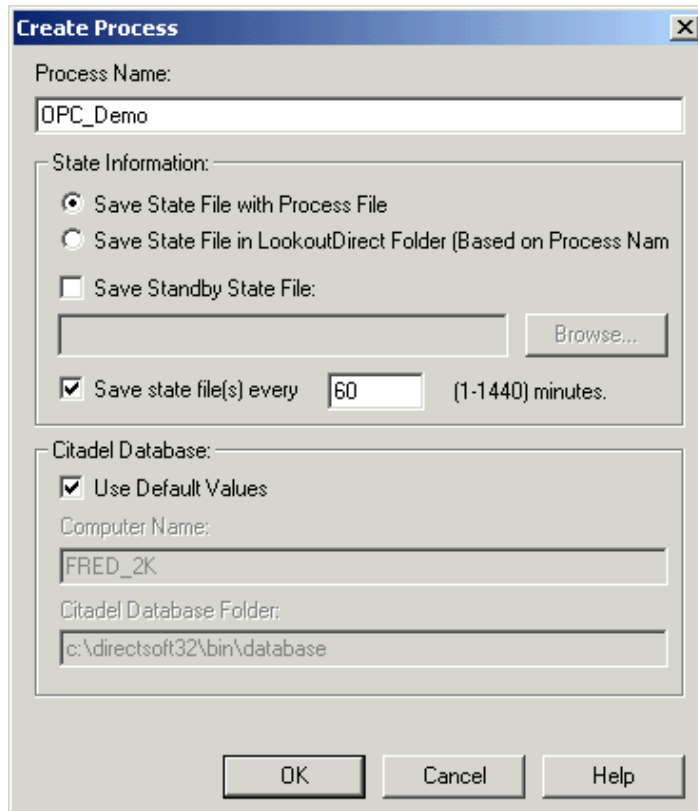 Create Process
Process Name:
OPC_Demo
State Information:
Save State File with Process File
Save State File in LookoutDirect Folder (Based on Process Nam
Save Standby State File:
Browse...
Save state file(s) every 60 (1-1440) minutes.
Citadel Database:
Use Default Values
Computer Name:
FRED_2K
Citadel Database Folder:
c:\directsoft32\bin\database
OK Cancel Help